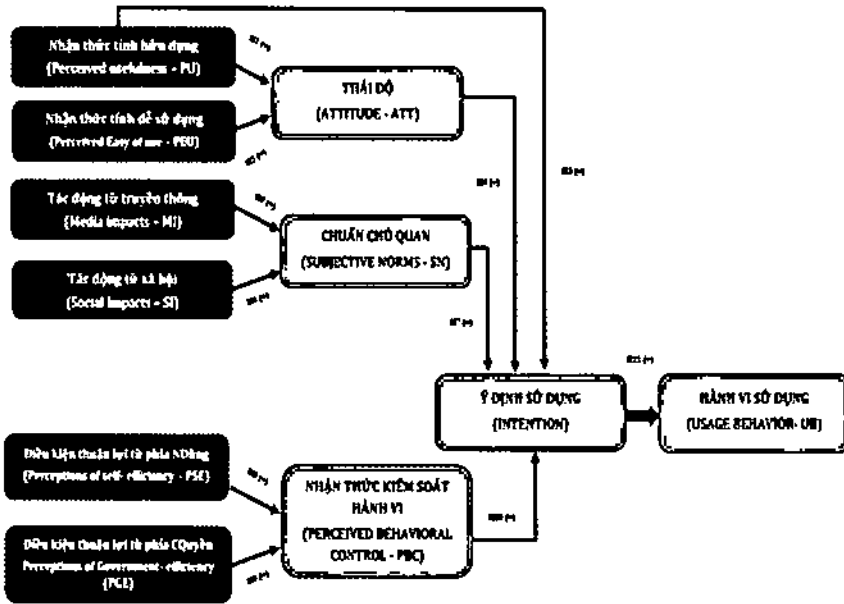 Nhận thức tính hữu dụng
(Perceived usefulness - PU)
THÁI ĐỘ
(ATTITUDE - ATT)
Nhận thức tính dễ sử dụng
(Perceived Easy of use - PEU)
Tác động từ truyền thông
(Media impacts - MI)
CHUẨN CHỦ QUAN
(SUBJECTIVE NORMS - SN)
Tác động từ xã hội
(Social impacts - SI)
Ý ĐỊNH SỬ DỤNG
(INTENTION)
HÀNH VI SỬ DỤNG
(USAGE BEHAVIOR- UB)
Điều kiện thuận lợi từ phía NDùng
(Perceptions of self- efficiency - PSE)
NHẬN THỨC KIỂM SOÁT
HÀNH VI
(PERCEIVED BEHAVIORAL
CONTROL - PBC)
Điều kiện thuận lợi từ phía CQuyền
Perceptions of Government- efficiency
(PGE)